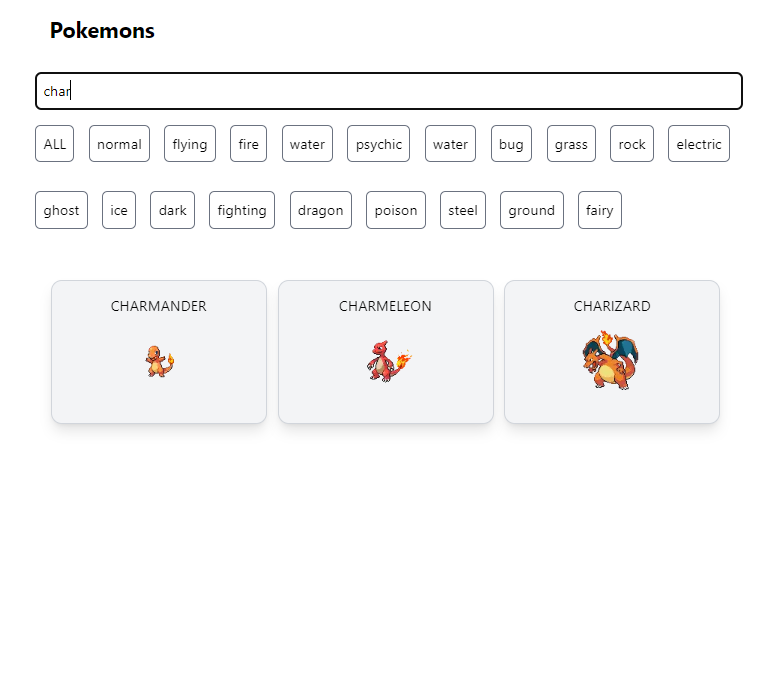 Pokemons
char
ALL normal flying fire water psychic water bug grass rock electric
ghost ice dark fighting dragon poison steel ground fairy
CHARMANDER CHARMELEON CHARIZARD